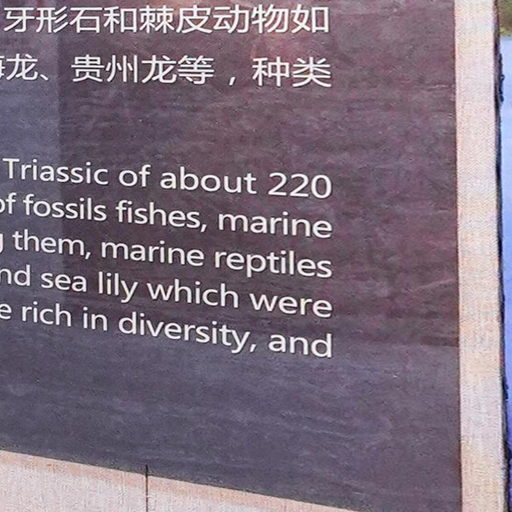 牙形石和棘皮动物如
龙、贵州龙等，种类
Triassic of about 220
of fossils fishes, marine
them, marine reptiles
and sea lily which were
rich in diversity, and